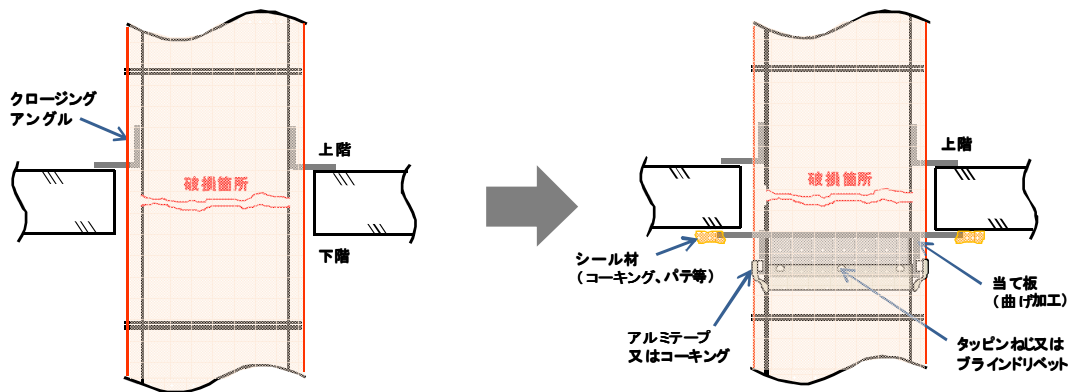 クロージング
アングル
上階
破損箇所
下階
上階
破損箇所
シール材
（コーキング、パテ等）
当て板
（曲げ加工）
アルミテープ
又はコーキング
タッピンねじ又は
ブラインドリベット